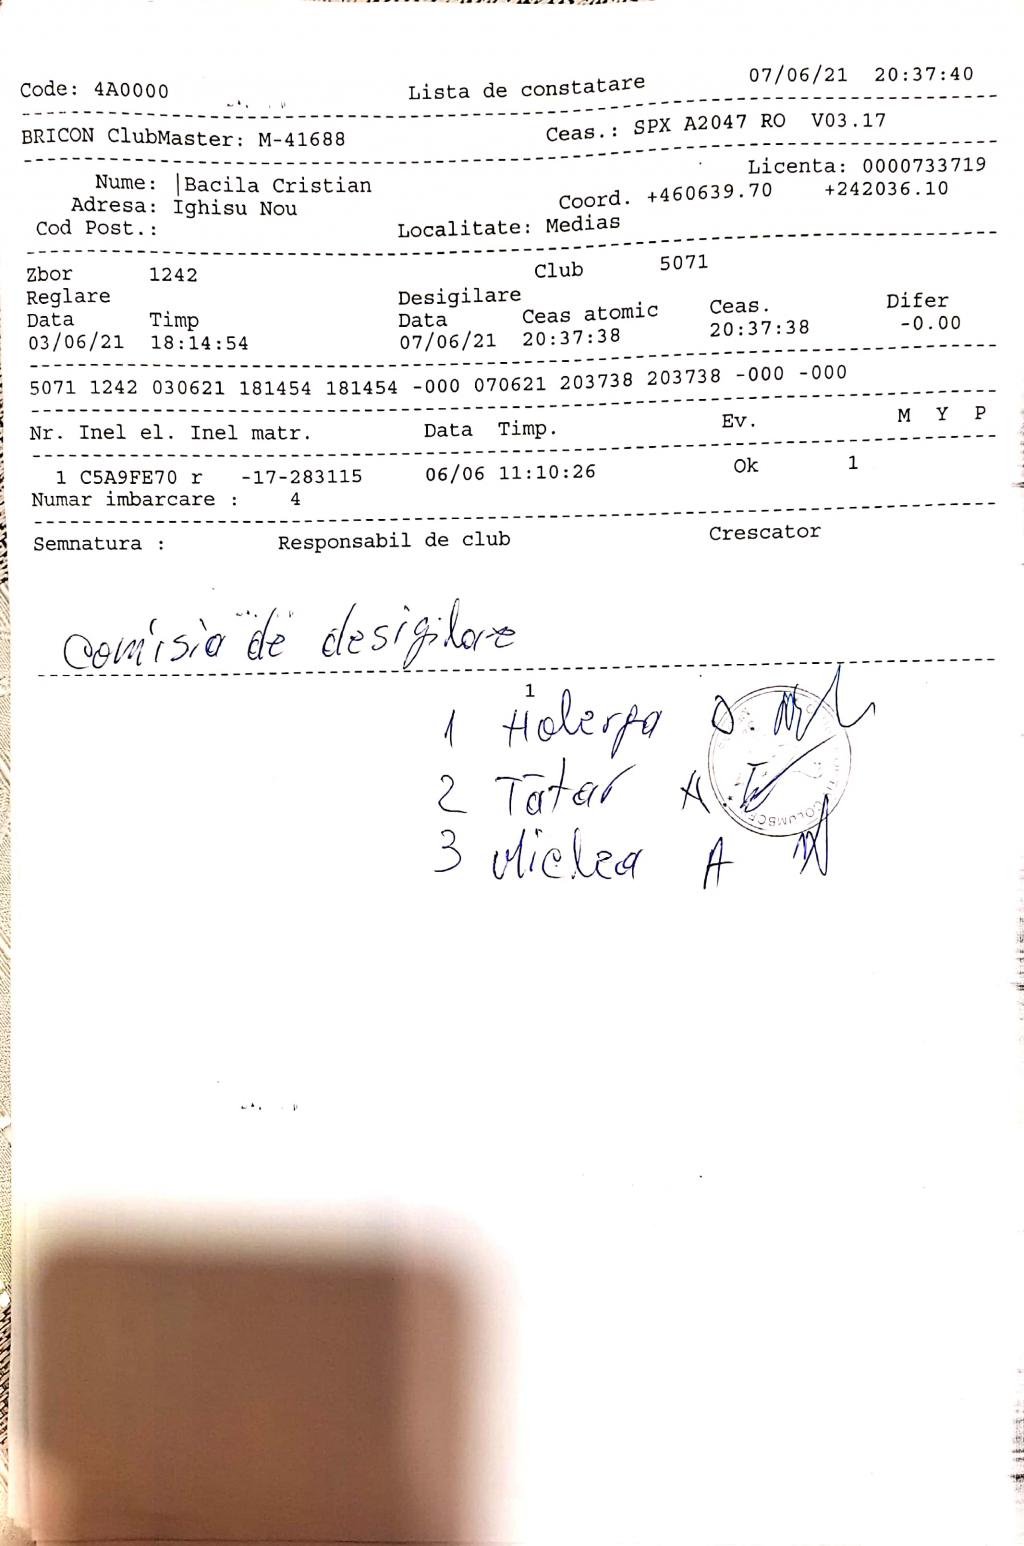 Code: 4A0000 Lista de constatare 07/06/21 20:37:40
BRICON ClubMaster: M-41688 Ceas.: SPX A2047 RO V03.17
Licenta: 0000733719
Nume: |Bacila Cristian Coord. +460639.70 +242036.10
Adresa: Ighisu Nou
Cod Post.: Localitate: Medias
Zbor 1242 Club 5071
Reglare Desigilare
Data Timp Data Ceas atomic Ceas. Difer
03/06/21 18:14:54 07/06/21 20:37:38 20:37:38 -0.00
5071 1242 030621 181454 181454 -000 070621 203738 203738 -000 -000
Nr. Inel el. Inel matr. Data Timp. Ev. M Y P
1 C5A9FE70 r -17-283115 06/06 11:10:26 Ok 1
Numar imbarcare : 4
Semnatura : Responsabil de club Crescator
Comisia de desigilare
1
1 Holerga D.
2 Tătar A.
3 Miclea A